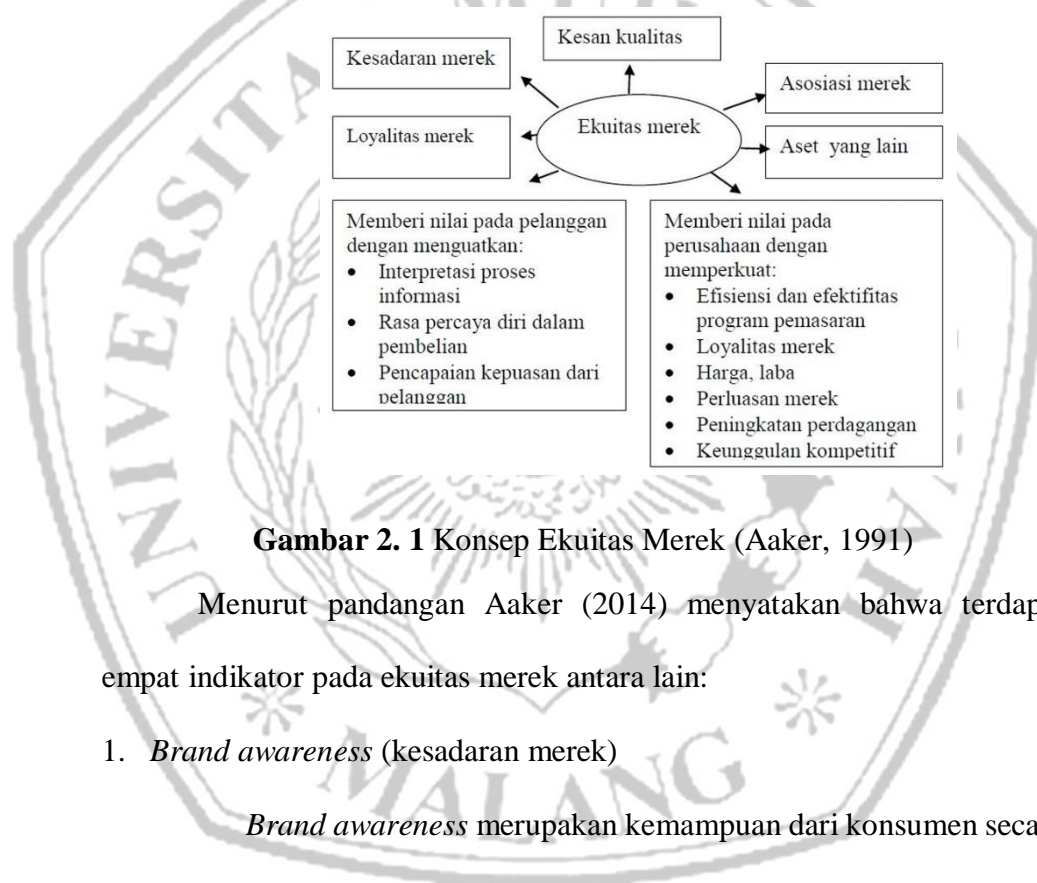 Kesan kualitas
Kesadaran merek
Asosiasi merek
Ekuitas merek
Loyalitas merek
Aset yang lain
Memberi nilai pada pelanggan
dengan menguatkan:
• Interpretasi proses
informasi
• Rasa percaya diri dalam
pembelian
• Pencapaian kepuasan dari
pelanggan
Memberi nilai pada
perusahaan dengan
memperkuat:
• Efisiensi dan efektifitas
program pemasaran
• Loyalitas merek
• Harga, laba
• Perluasan merek
• Peningkatan perdagangan
• Keunggulan kompetitif
Gambar 2. 1 Konsep Ekuitas Merek (Aaker, 1991)
Menurut pandangan Aaker (2014) menyatakan bahwa terdap
empat indikator pada ekuitas merek antara lain:
1. Brand awareness (kesadaran merek)
Brand awareness merupakan kemampuan dari konsumen seca
MALANG